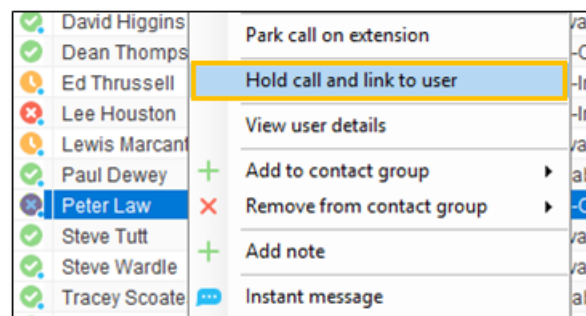 David Higgins
Dean Thomps
Ed Thrussell
Lee Houston
Lewis Marcant
Paul Dewey
Peter Law
Steve Tutt
Steve Wardle
Tracey Scoate
Park call on extension
Hold call and link to user
View user details
Add to contact group
Remove from contact group
Add note
Instant message